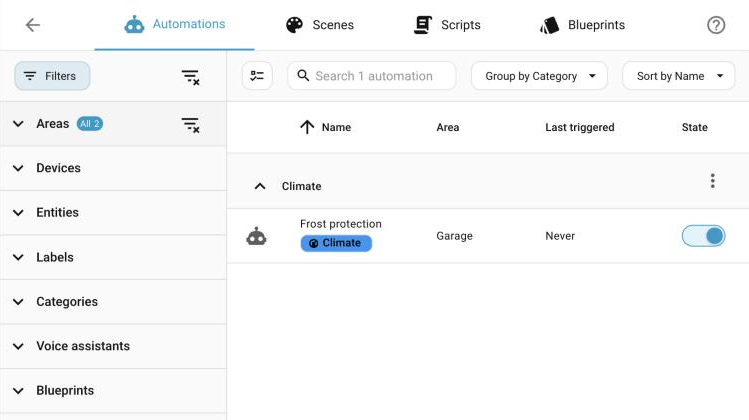 Automations
Scenes
Scripts
Blueprints
Filters
Search 1 automation
Group by Category
Sort by Name
Areas All 2
Name
Area
Last triggered
State
Devices
Climate
Entities
Frost protection
Climate
Garage
Never
Labels
Categories
Voice assistants
Blueprints